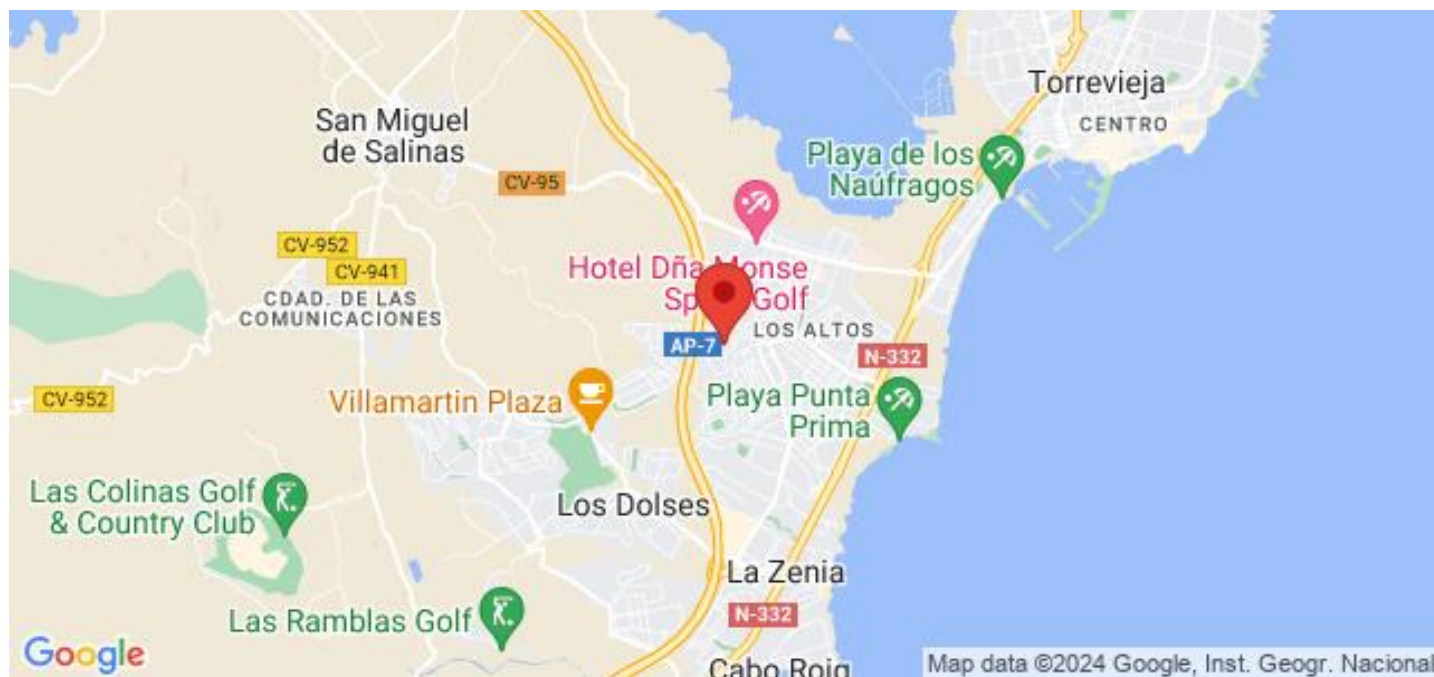 Torrevieja
CENTRO
San Miguel
de Salinas
Playa de los
Naúfragos
CV-95
CV-952
CV-941
Hotel Dña Monse
Golf
CDAD. DE LAS
COMUNICACIONES
LOS ALTOS
AP-7
N-332
CV-952
Villamartin Plaza
Playa Punta
Prima
Las Colinas Golf
& Country Club
Los Dolses
La Zenia
Las Ramblas Golf
N-332
Google
Cabo Roig
Map data ©2024 Google, Inst. Geogr. Nacional